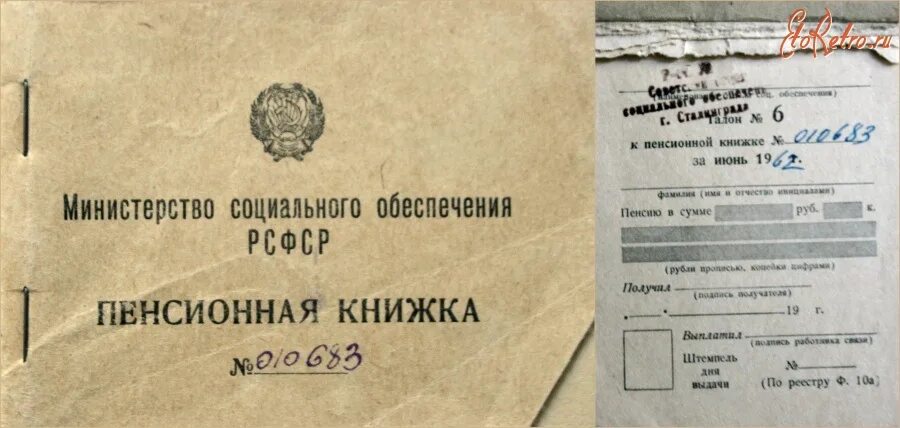 Министерство социального обеспечения
РСФСР
ПЕНСИОННАЯ КНИЖКА
№ 010683
EtoRetro.ru
социального обеспечен
г. Сталинграда
Талон № 6
к пенсионной книжке № 010683
за июнь 1962 г.
фамилия (имя и отчество инициалами)
Пенсию в сумме руб. к.
(рубли прописью, копейки цифрами)
Получил
(подпись получателя)
19 г.
Выплатил
(подпись работника связи)
Штемпель
дня
выдачи
№
(По реестру Ф. 10а)